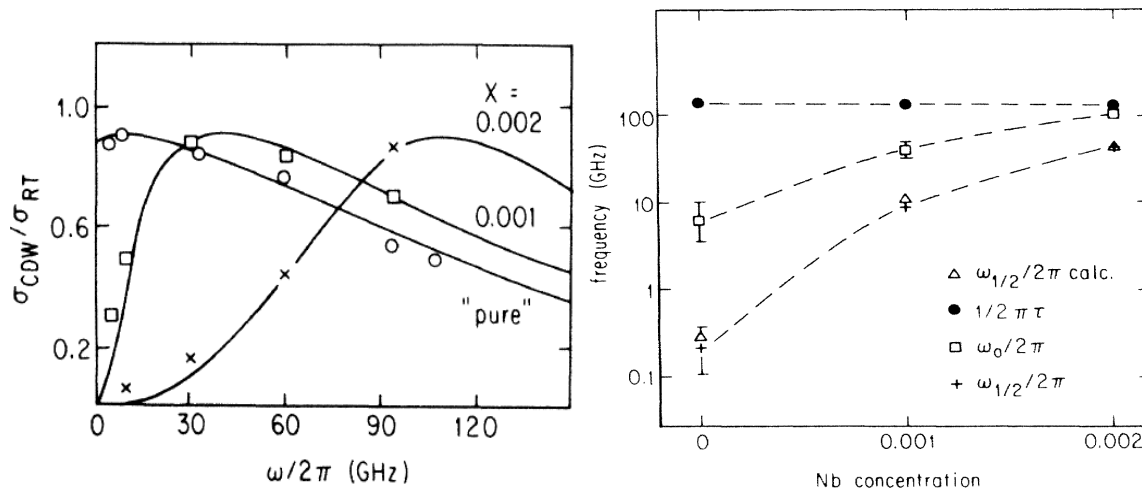 1.0
0.6
0.2
σCDW/σRT
X =
0.002
0.001
"pure"
0 30 60 90 120
ω/2π (GHz)
100
10
1
0.1
frequency (GHz)
△ ω1/2/2π calc.
● 1/2πτ
□ ω0/2π
+ ω1/2/2π
0 0.001 0.002
Nb concentration